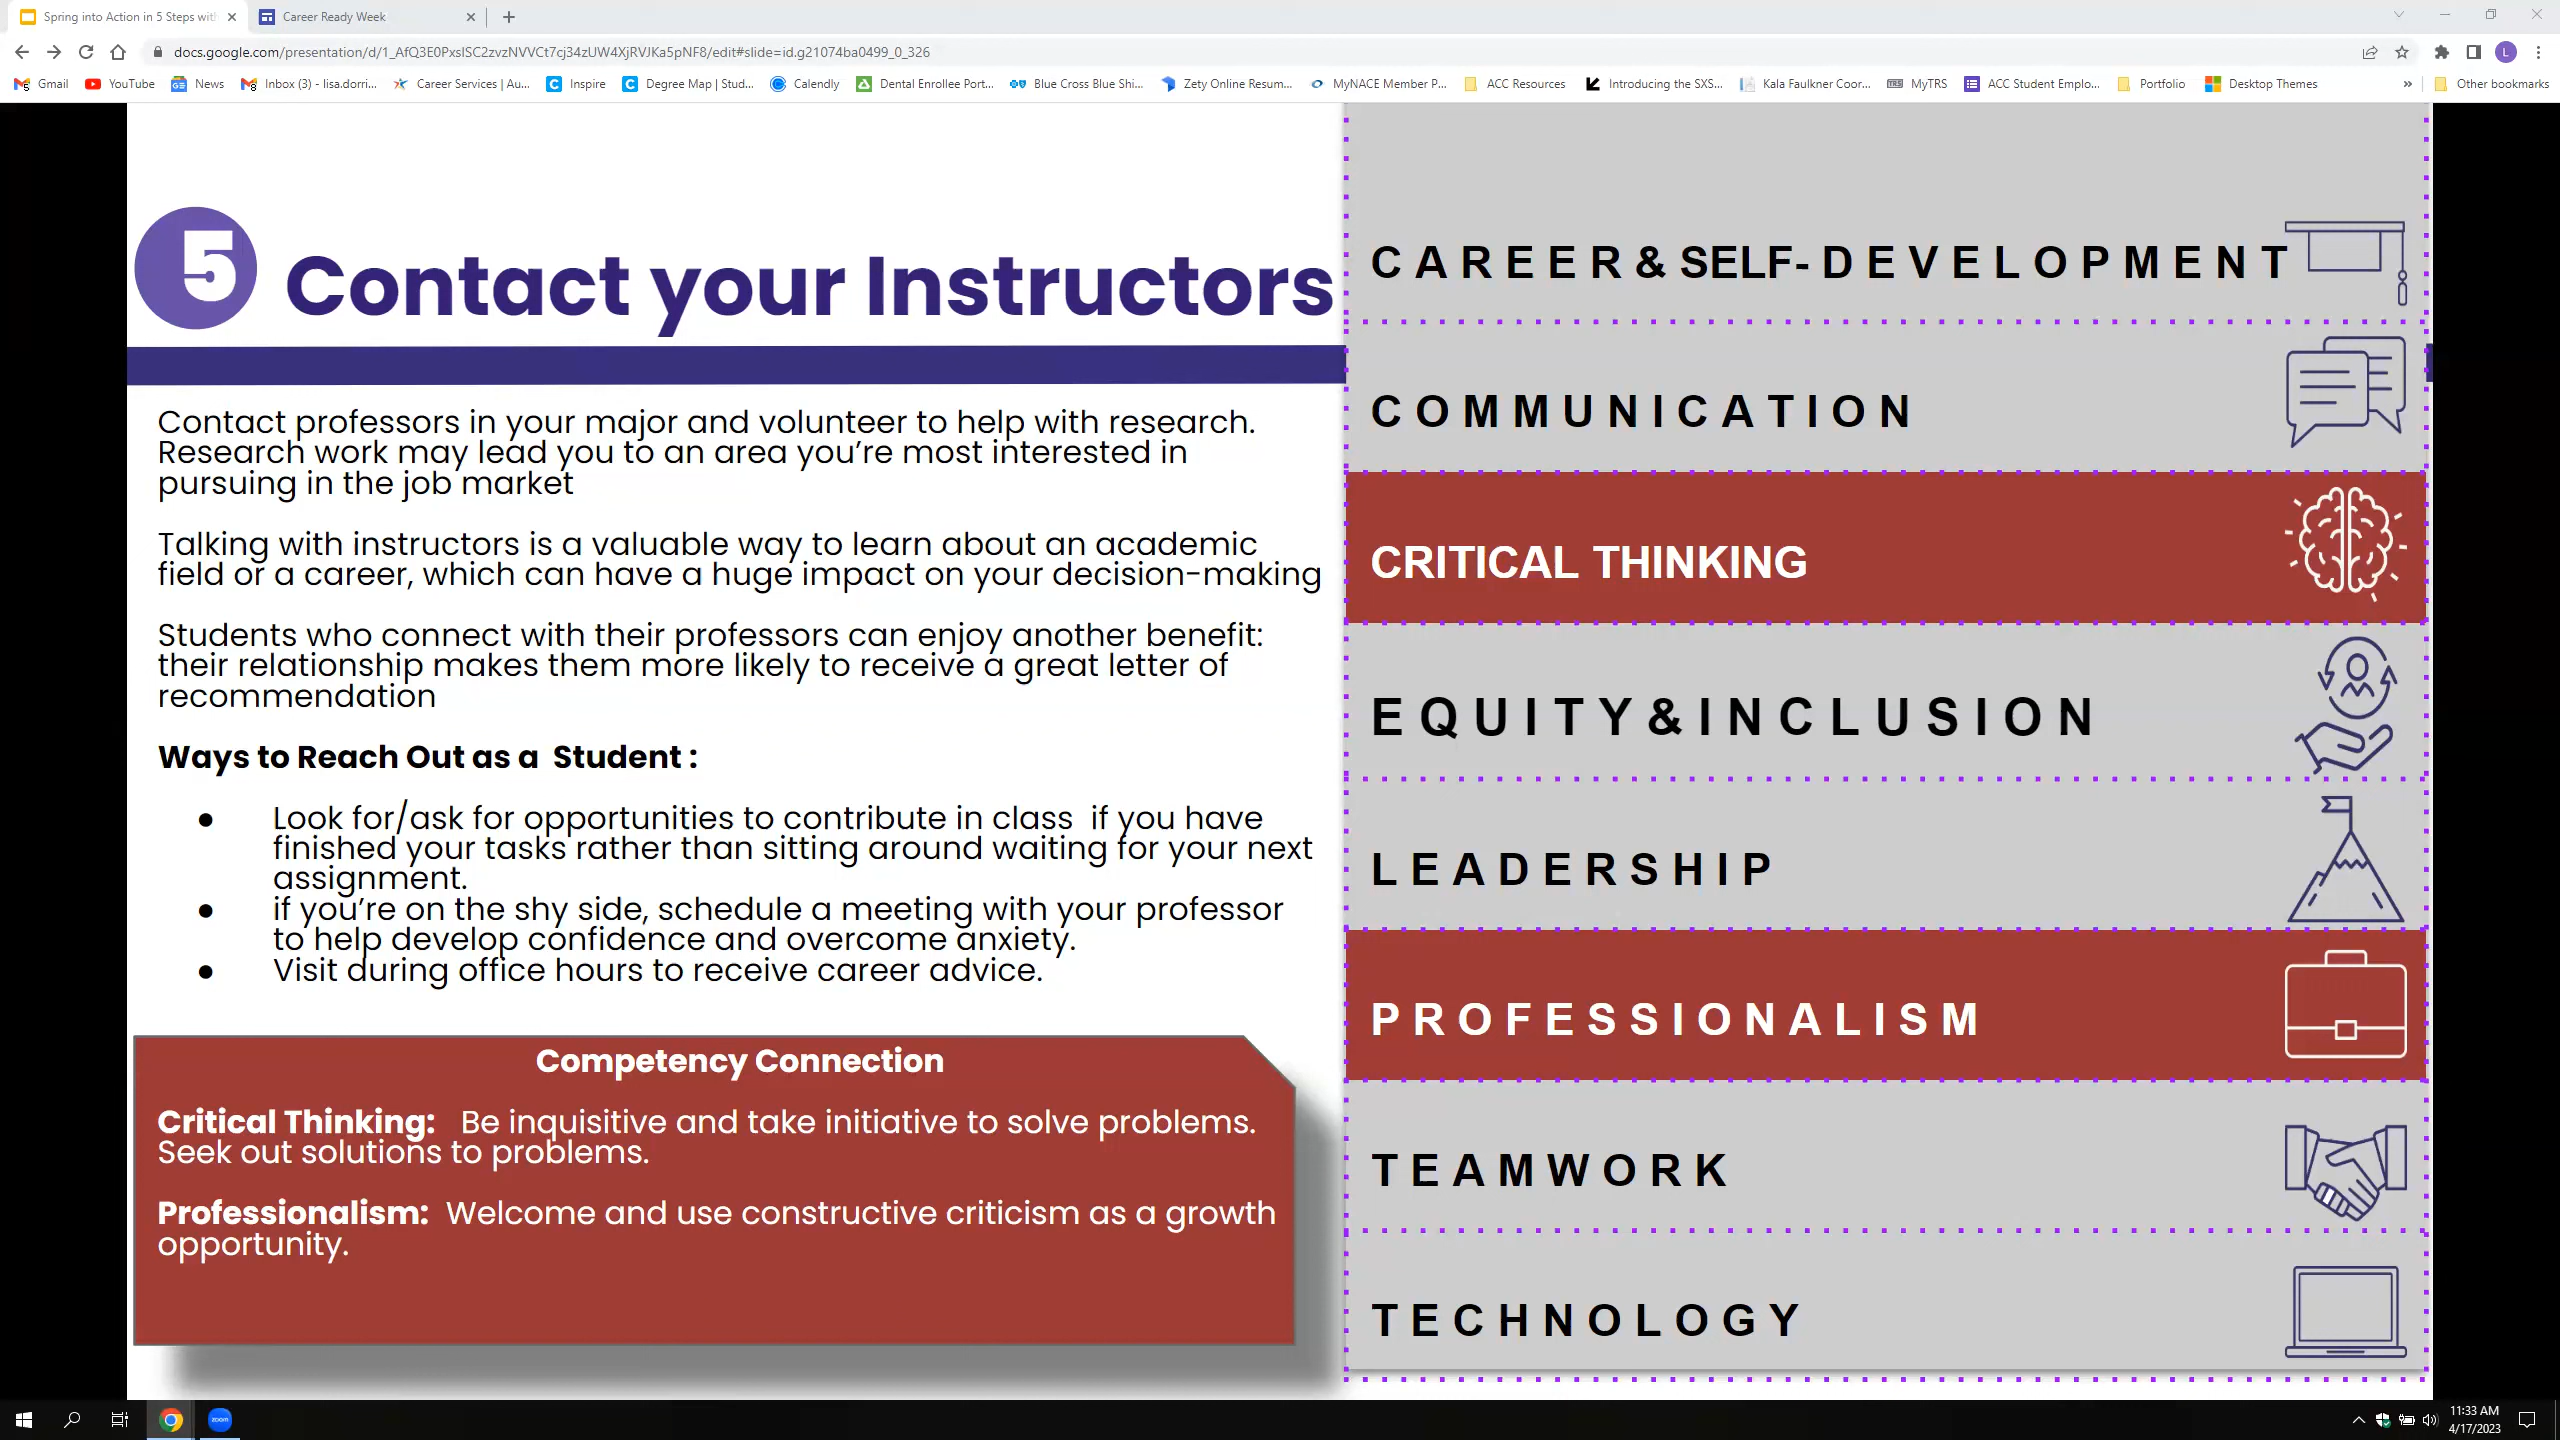 Spring into Action in 5 Steps with
Career Ready Week
docs.google.com/presentation/d/1_AfQ3E0PxsISC2zvzNVVCt7cj34zUW4XjRVJKa5pNF8/edit#slide=id.g21074ba0499_0_326
L
Gmail
YouTube
News
Inbox (3) - lisa.dorri...
Career Services | Au...
Inspire
Degree Map | Stud...
Calendly
Dental Enrollee Port...
Blue Cross Blue Shi...
Zety Online Resum...
MyNACE Member P...
ACC Resources
Introducing the SXS...
Kala Faulkner Coor...
MyTRS
ACC Student Emplo...
Portfolio
Desktop Themes
»
Other bookmarks
5
Contact your Instructors
Contact professors in your major and volunteer to help with research.
Research work may lead you to an area you’re most interested in
pursuing in the job market
Talking with instructors is a valuable way to learn about an academic
field or a career, which can have a huge impact on your decision-making
Students who connect with their professors can enjoy another benefit:
their relationship makes them more likely to receive a great letter of
recommendation
Ways to Reach Out as a Student :
● Look for/ask for opportunities to contribute in class if you have
finished your tasks rather than sitting around waiting for your next
assignment.
● if you’re on the shy side, schedule a meeting with your professor
to help develop confidence and overcome anxiety.
● Visit during office hours to receive career advice.
Competency Connection
Critical Thinking: Be inquisitive and take initiative to solve problems.
Seek out solutions to problems.
Professionalism: Welcome and use constructive criticism as a growth
opportunity.
CAREER & SELF-DEVELOPMENT
COMMUNICATION
CRITICAL THINKING
EQUITY & INCLUSION
LEADERSHIP
PROFESSIONALISM
TEAMWORK
TECHNOLOGY
zoom
11:33 AM
4/17/2023